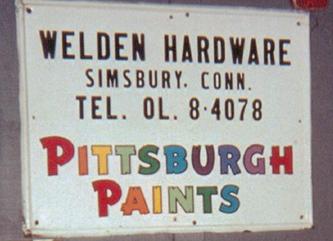 WELDEN HARDWARE
SIMSBURY, CONN.
TEL. OL. 8·4078
PITTSBURGH
PAINTS